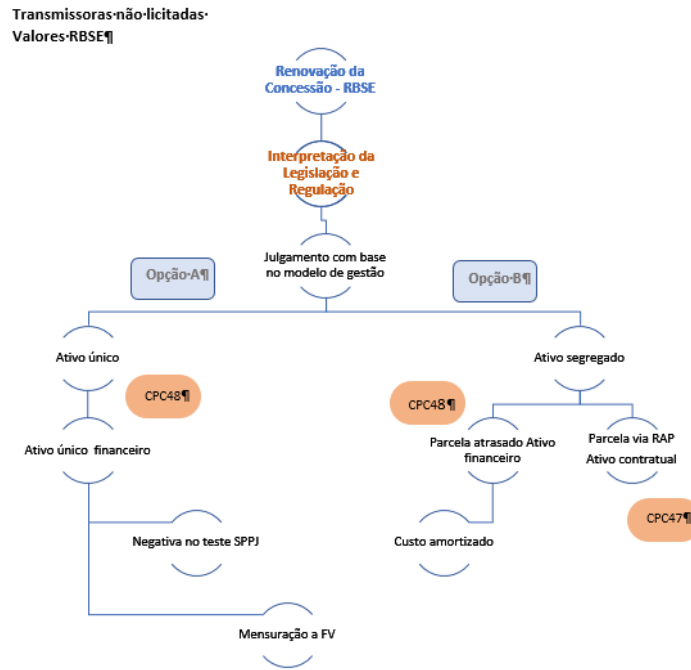 Transmissoras·não·licitadas·
Valores·RBSE¶
Renovação da
Concessão - RBSE
Interpretação da
Legislação e
Regulação
Julgamento com base
no modelo de gestão
Opção·A¶
Opção·B¶
Ativo único
Ativo segregado
CPC48¶
CPC48¶
Ativo único  financeiro
Parcela atrasado Ativo
financeiro
Parcela via RAP
Ativo contratual
CPC47¶
Negativa no teste SPPJ
Custo amortizado
Mensuração a FV